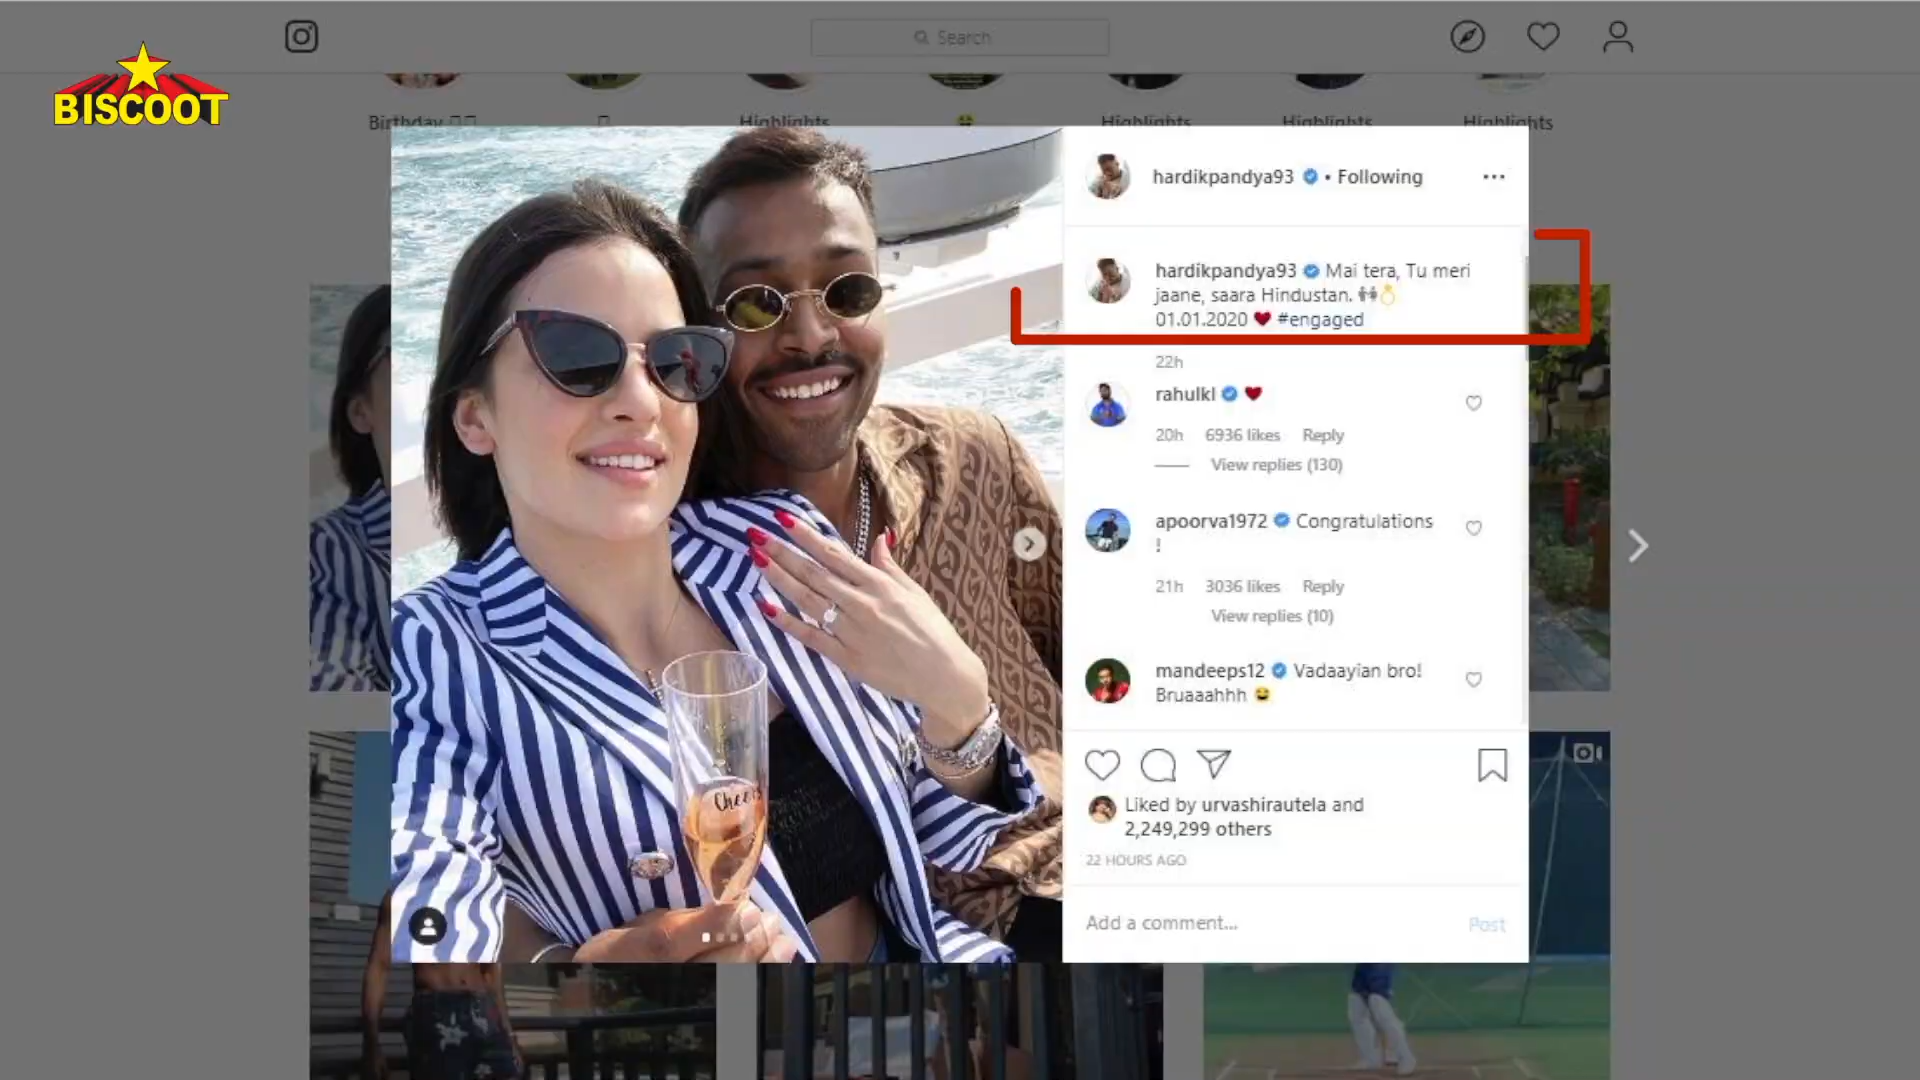 Search
BISCOOT
Birthday
Highlights
Highlights
Highlights
Highlights
hardikpandya93 • Following
hardikpandya93 Mai tera, Tu meri
jaane, saara Hindustan. 👫💍
01.01.2020 ❤ #engaged
22h
rahulkl ❤
20h 6936 likes Reply
View replies (130)
apoorva1972 Congratulations
!
21h 3036 likes Reply
View replies (10)
mandeeps12 Vadaayian bro!
Bruaaahhh 😂
Liked by urvashirautela and
2,249,299 others
22 HOURS AGO
Add a comment... Post
Cheers